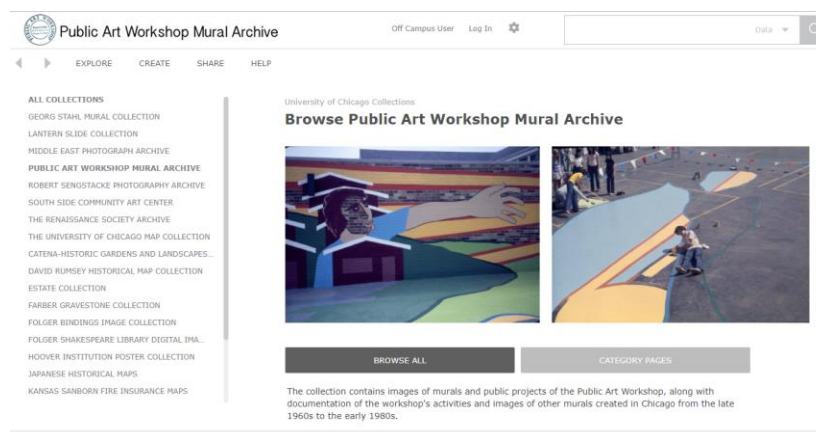 Public Art Workshop Mural Archive
Off Campus User Log In
Data
EXPLORE CREATE SHARE HELP
ALL COLLECTIONS
GEORG STAHL MURAL COLLECTION
LANTERN SLIDE COLLECTION
MIDDLE EAST PHOTOGRAPH ARCHIVE
PUBLIC ART WORKSHOP MURAL ARCHIVE
ROBERT SENGSTACKE PHOTOGRAPHY ARCHIVE
SOUTH SIDE COMMUNITY ART CENTER
THE RENAISSANCE SOCIETY ARCHIVE
THE UNIVERSITY OF CHICAGO MAP COLLECTION
CATENA-HISTORIC GARDENS AND LANDSCAPES...
DAVID RUMSEY HISTORICAL MAP COLLECTION
ESTATE COLLECTION
FARBER GRAVESTONE COLLECTION
FOLGER BINDINGS IMAGE COLLECTION
FOLGER SHAKESPEARE LIBRARY DIGITAL IMA...
HOOVER INSTITUTION POSTER COLLECTION
JAPANESE HISTORICAL MAPS
KANSAS SANBORN FIRE INSURANCE MAPS
University of Chicago Collections
Browse Public Art Workshop Mural Archive
BROWSE ALL
CATEGORY PAGES
The collection contains images of murals and public projects of the Public Art Workshop, along with
documentation of the workshop's activities and images of other murals created in Chicago from the late
1960s to the early 1980s.